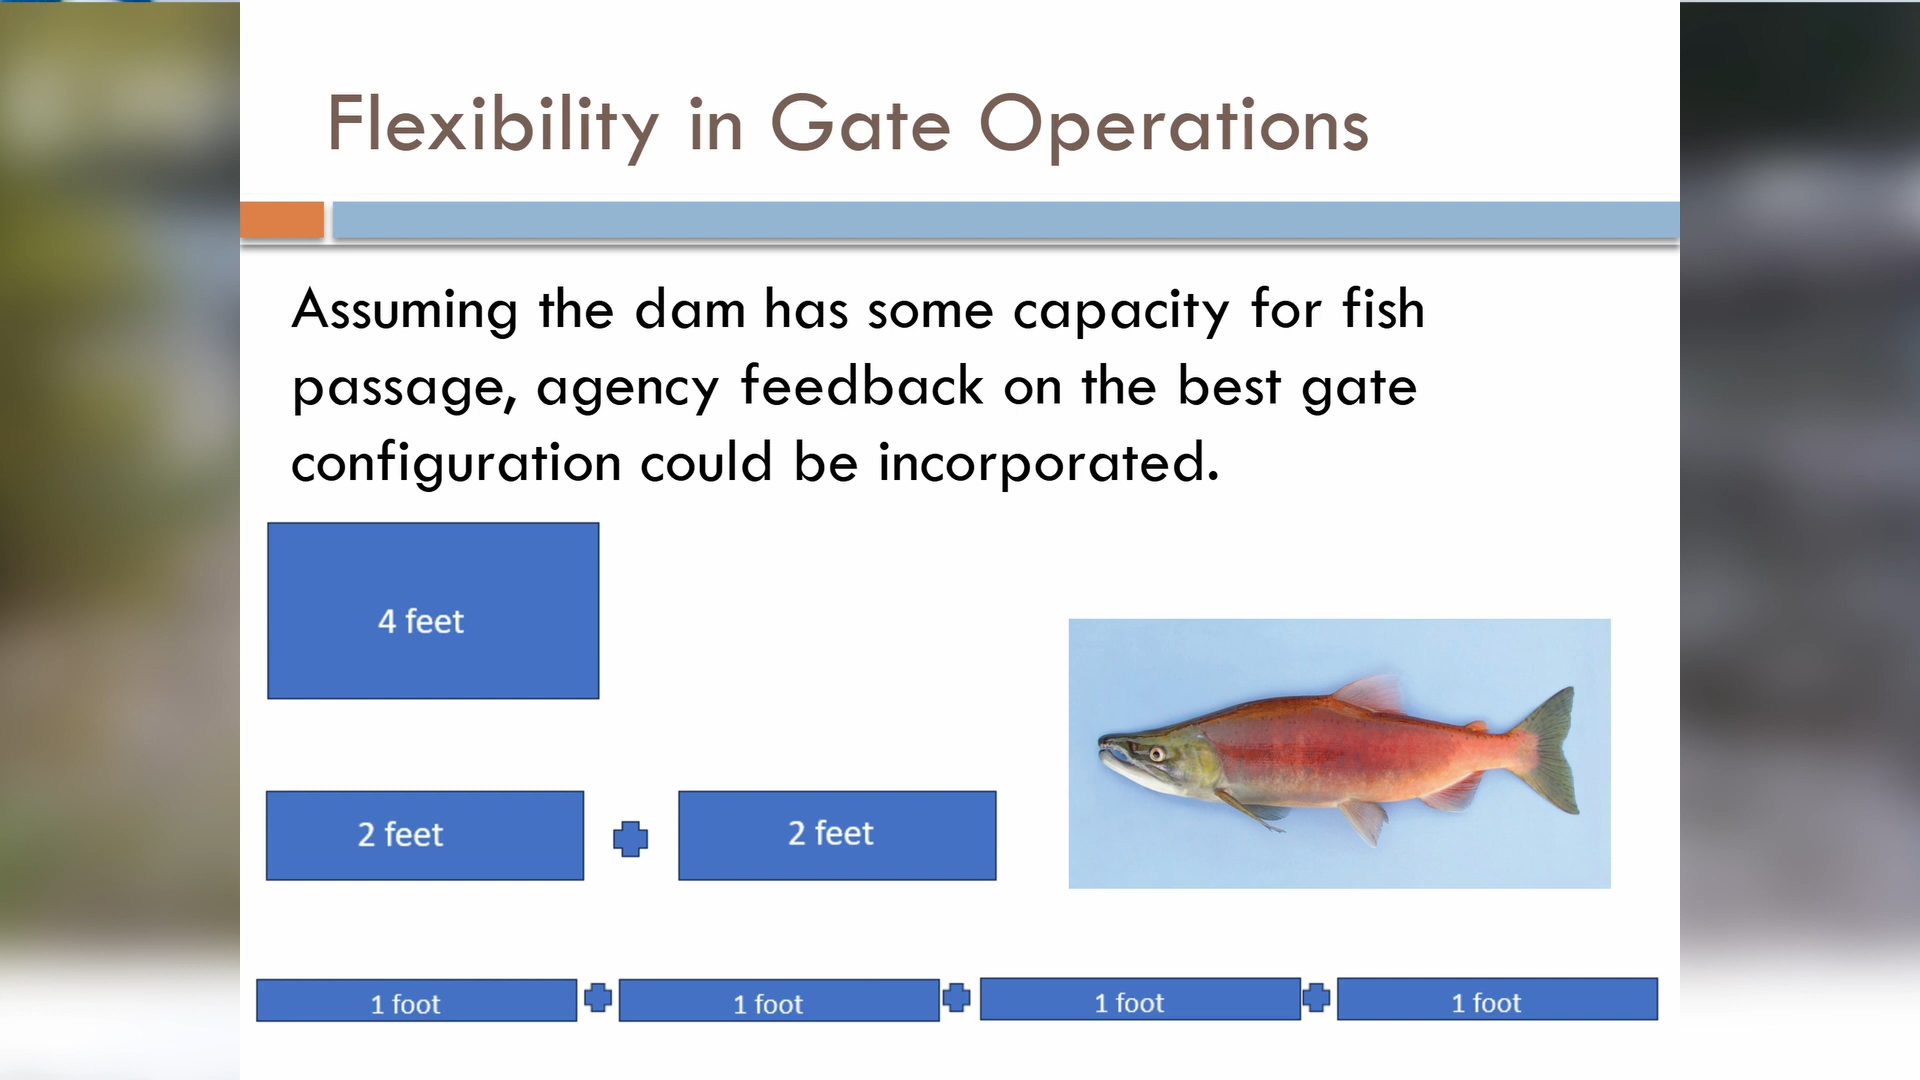 Flexibility in Gate Operations
Assuming the dam has some capacity for fish
passage, agency feedback on the best gate
configuration could be incorporated.
4 feet
2 feet
2 feet
1 foot
1 foot
1 foot
1 foot